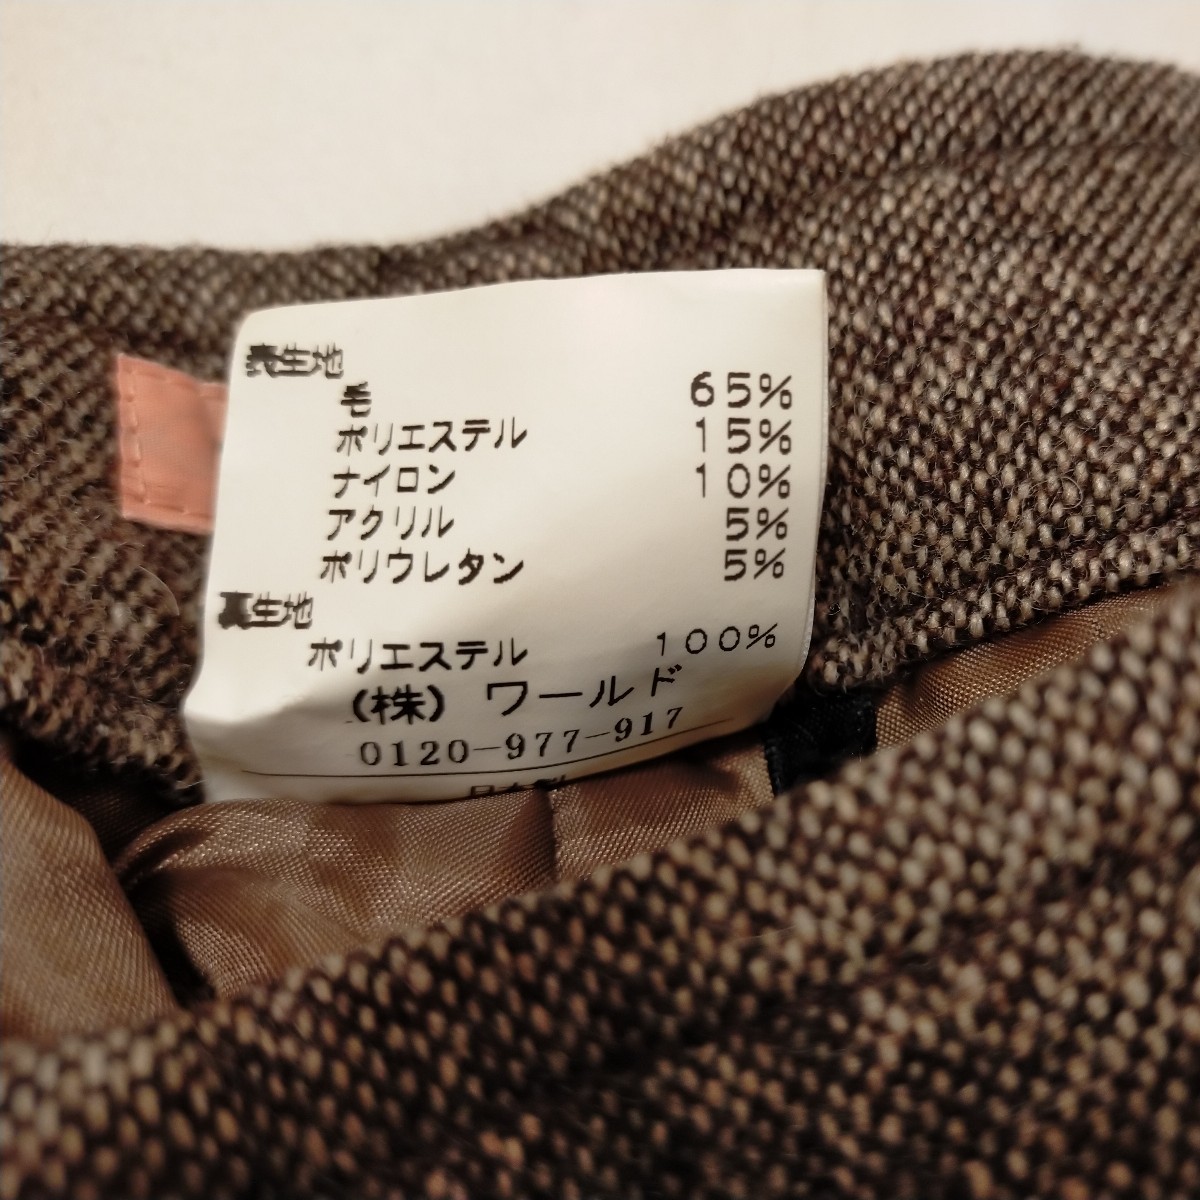 表生地
毛 65%
ポリエステル 15%
ナイロン 10%
アクリル 5%
ポリウレタン 5%
裏生地
ポリエステル 100%
(株) ワールド
0120-977-917